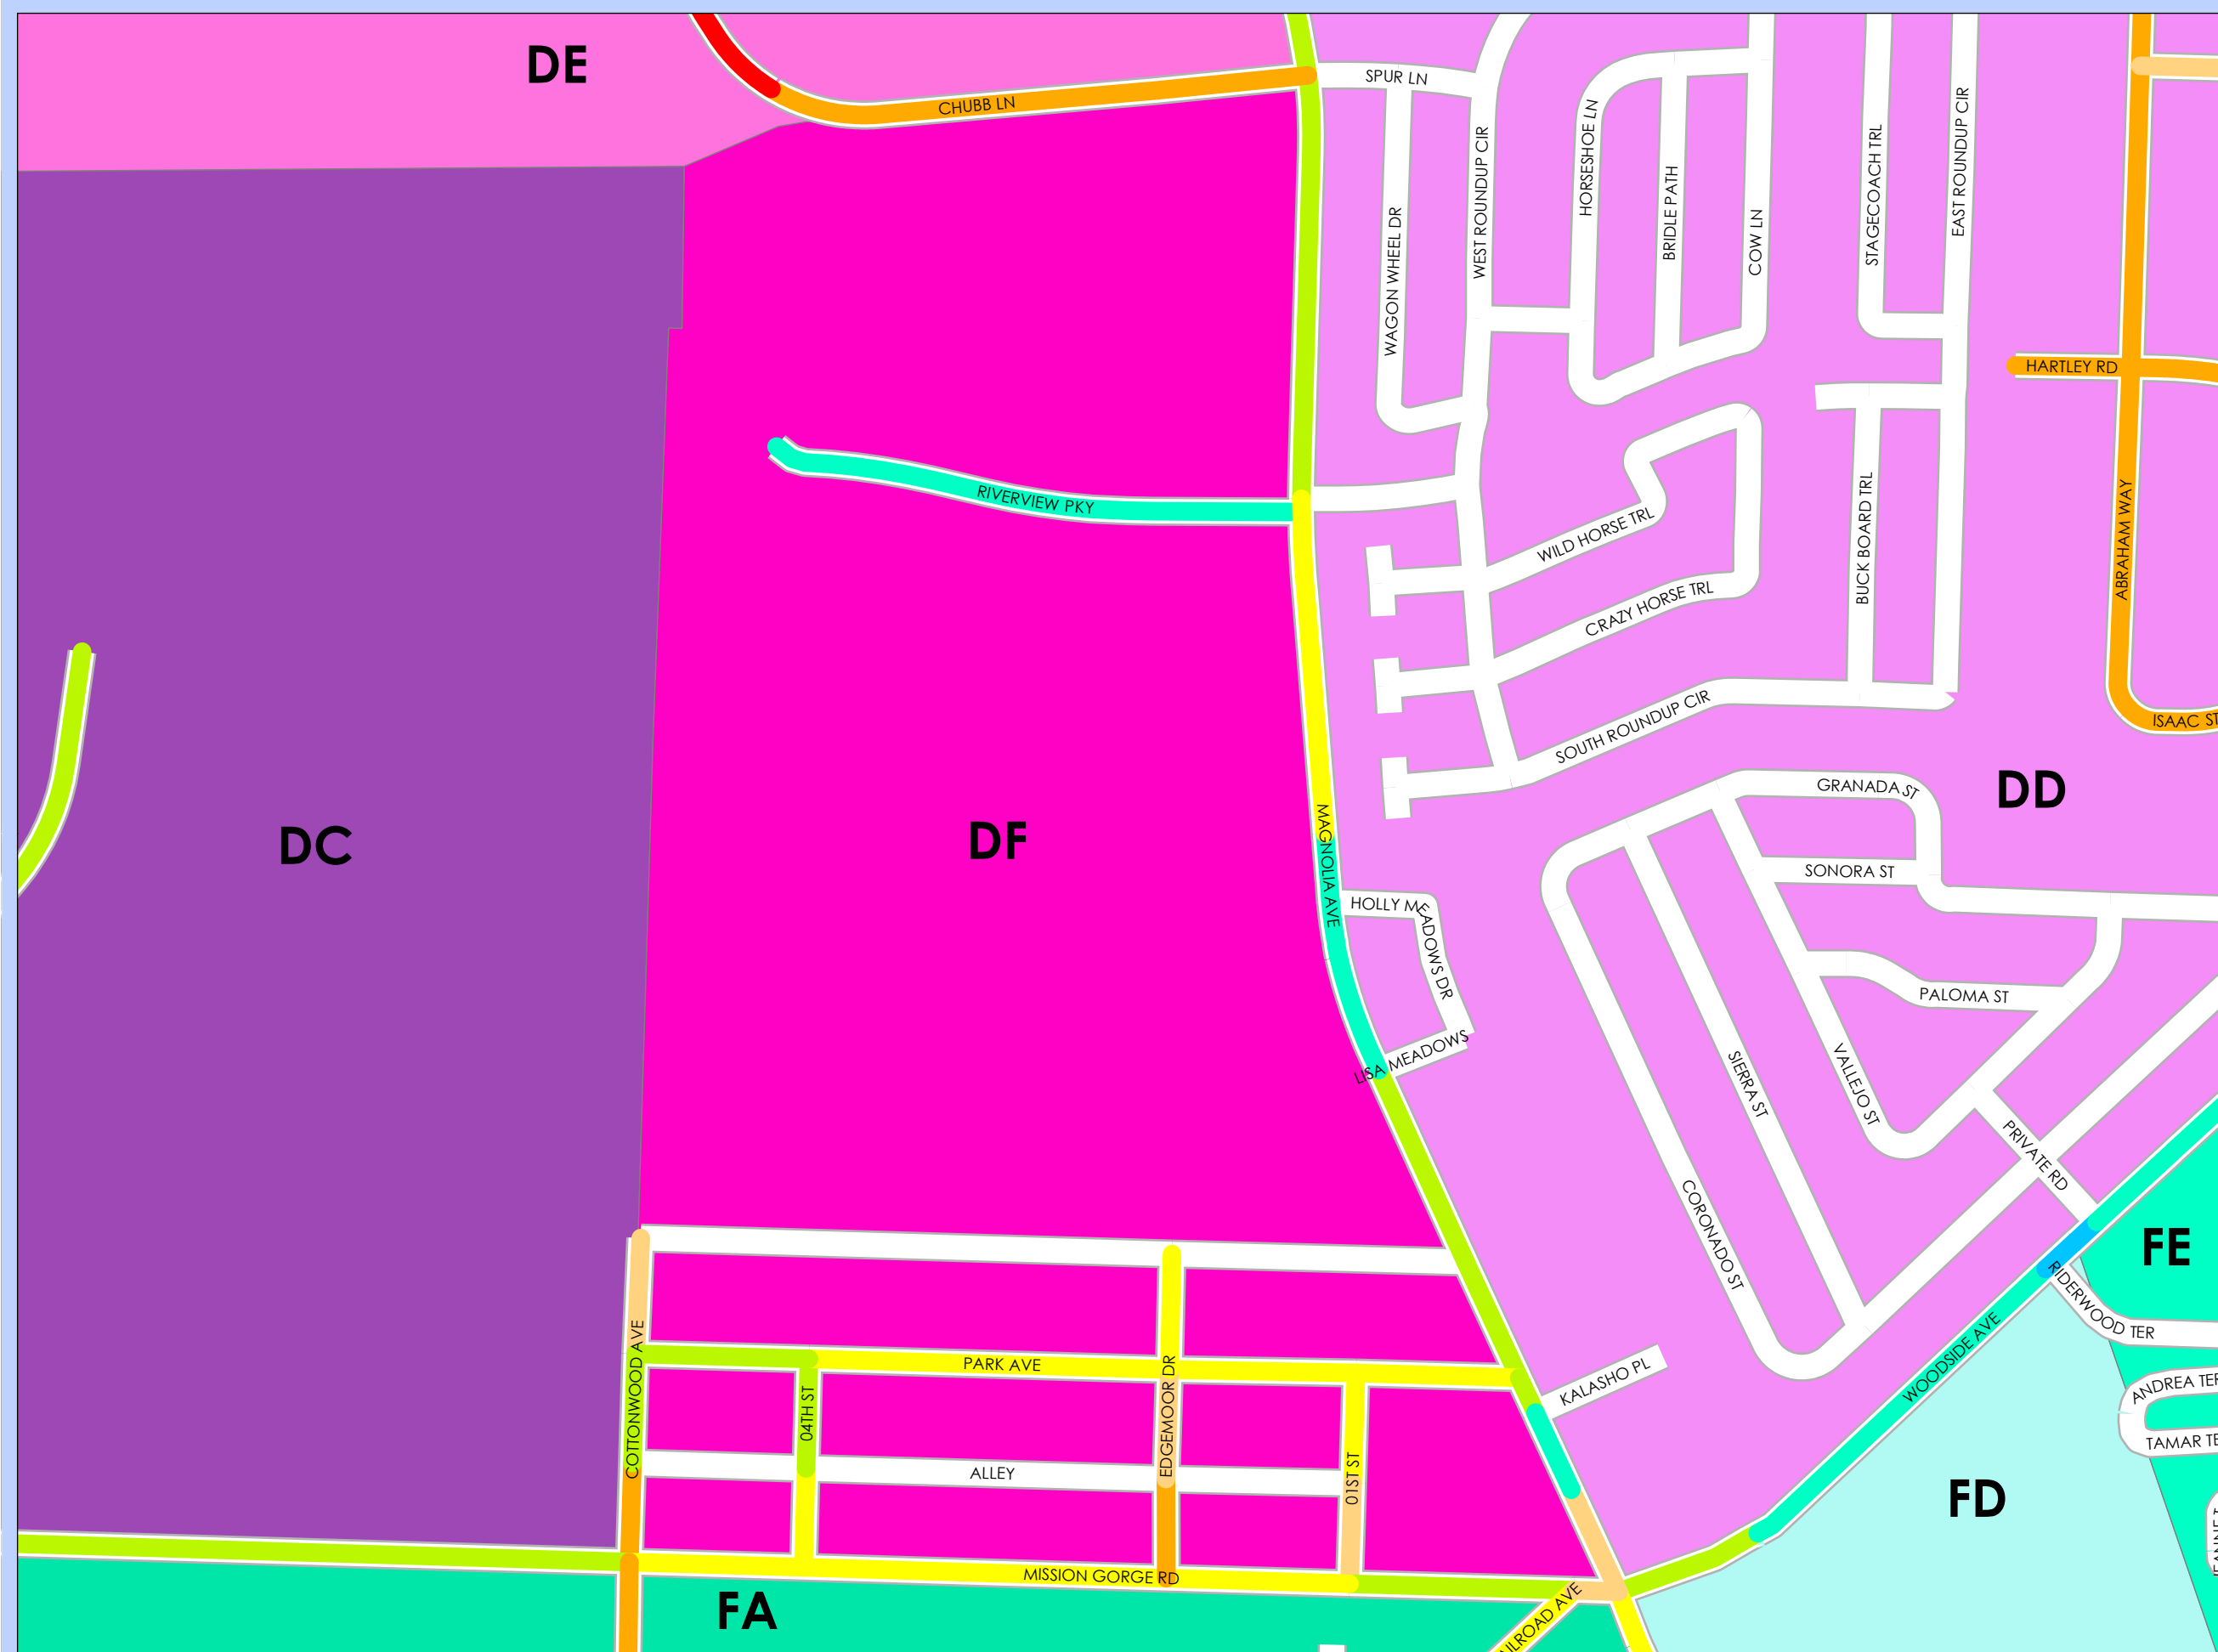 DE
CHUBB LN
SPUR LN
WAGON WHEEL DR
WEST ROUNDUP CIR
HORSESHOE LN
BRIDLE PATH
COW LN
STAGECOACH TRL
EAST ROUNDUP CIR
HARTLEY RD
ABRAHAM WAY
ISAAC ST
BUCK BOARD TRL
RIVERVIEW PKY
WILD HORSE TRL
CRAZY HORSE TRL
SOUTH ROUNDUP CIR
MAGNOLIA AVE
GRANADA ST
DD
DC
DF
SONORA ST
HOLLY MEADOWS DR
LISA MEADOWS
PALOMA ST
VALLEJO ST
SIERRA ST
CORONADO ST
PRIVATE RD
FE
RIDERWOOD TER
WOODSIDE AVE
ANDREA TER
TAMAR TE
KALASHO PL
COTTONWOOD AVE
PARK AVE
04TH ST
EDGEMOOR DR
01ST ST
ALLEY
FD
MISSION GORGE RD
FA
ILROAD AVE